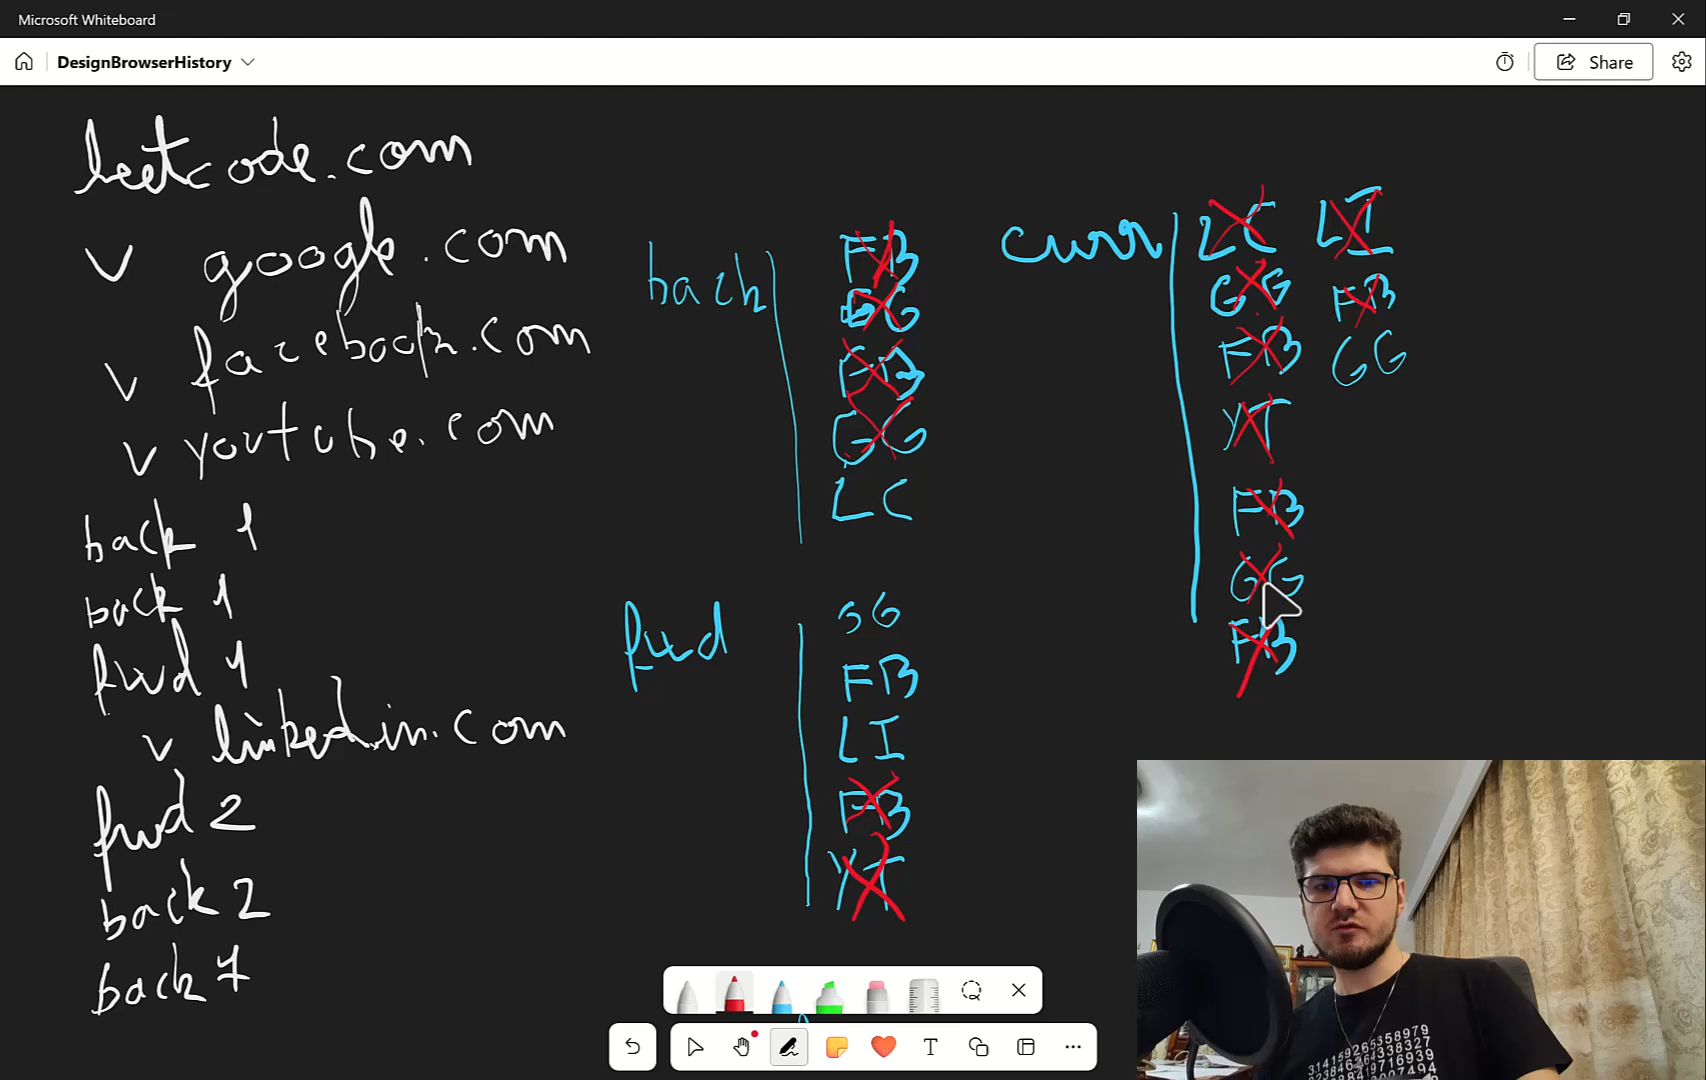 Microsoft Whiteboard
DesignBrowserHistory
Share
leetcode.com
v google.com
v facebook.com
v youtube.com
back 1
back 1
fwd 1
v linkedin.com
fwd 2
back 2
back 7
back
FB
GG
FB
GG
LC
fwd
GG
FB
LI
FB
YT
curr
LC LI
GG FB
FB GG
YT
FB
GG
FB